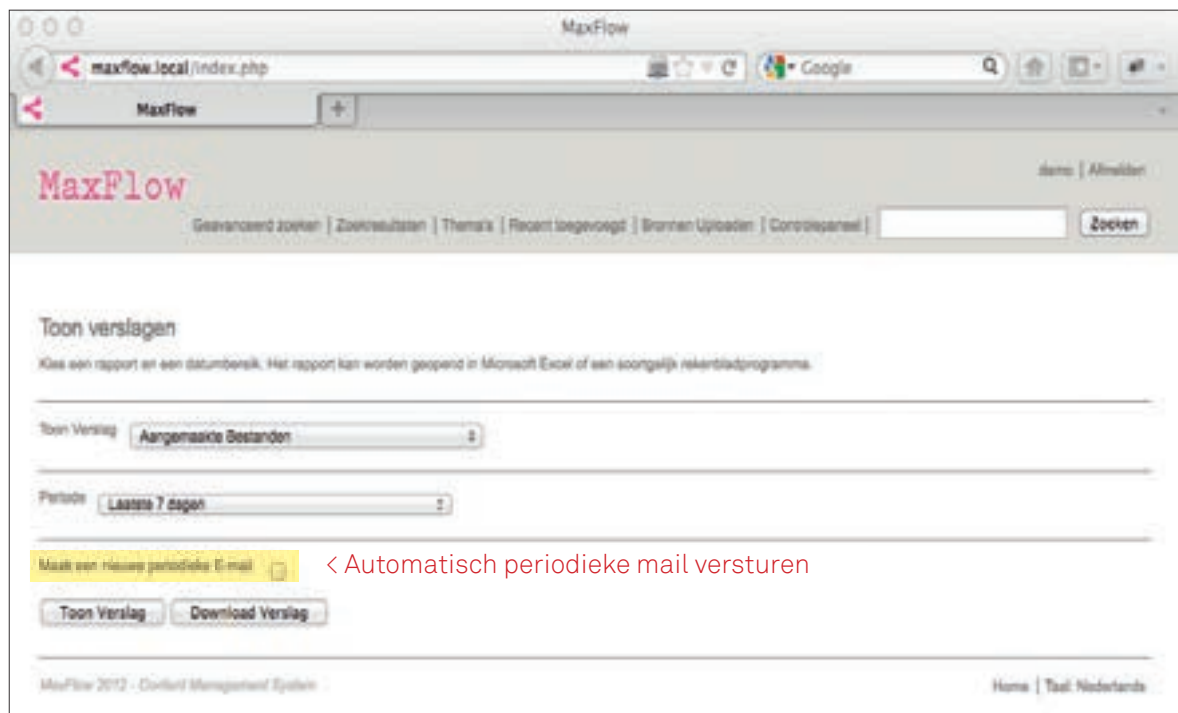 MaxFlow
maxflow.local/index.php
Google
MaxFlow
demo | Afmelden
MaxFlow
Geavanceerd zoeken | Zoekresultaten | Thema's | Recent toegevoegd | Bronnen Uploaden | Controlepaneel |
Zoeken
Toon verslagen
Kies een rapport en een datumbereik. Het rapport kan worden geopend in Microsoft Excel of een soortgelijk rekenbladprogramma.
Toon Verslag Aangemaakte Bestanden
Periode Laatste 7 dagen
Maak een nieuwe periodieke E-mail < Automatisch periodieke mail versturen
Toon Verslag Download Verslag
MaxFlow 2012 - Content Management System Home | Taal: Nederlands